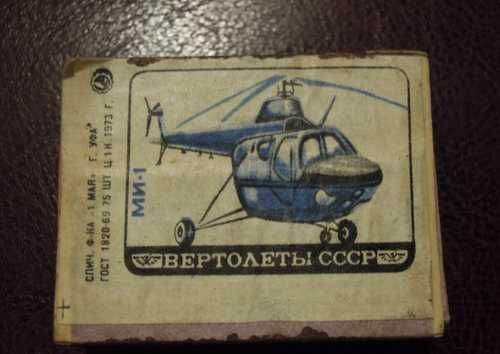 СПИЧ. Ф-КА „1 МАЯ" Г. УФА
ГОСТ 1820-69 75 ШТ. Ц. 1 К. 1973 Г.
МИ-1
ВЕРТОЛЕТЫ СССР